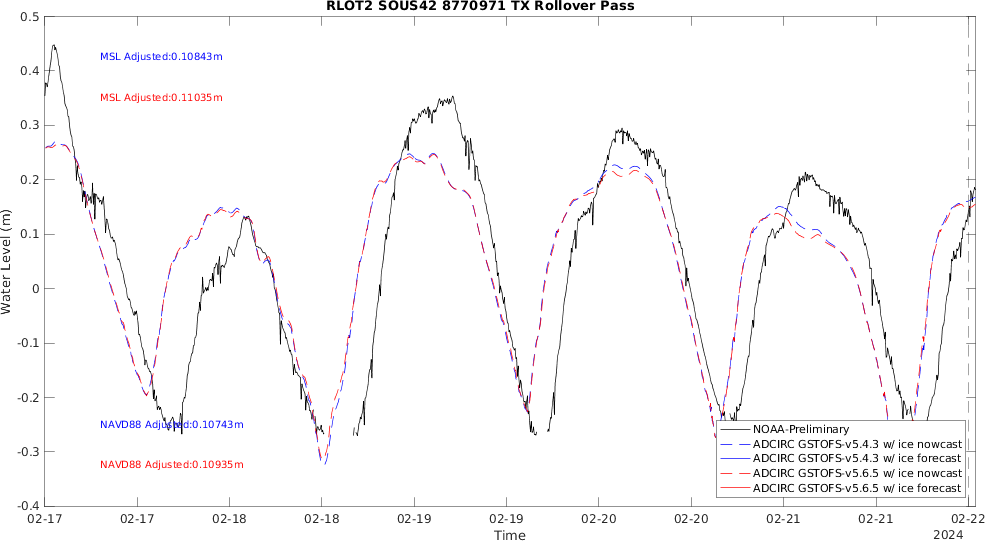 RLOT2 SOUS42 8770971 TX Rollover Pass
0.5
0.4
0.3
0.2
0.1
0
-0.1
-0.2
-0.3
-0.4
Water Level (m)
MSL Adjusted:0.10843m
MSL Adjusted:0.11035m
NAVD88 Adjusted:0.10743m
NAVD88 Adjusted:0.10935m
NOAA-Preliminary
ADCIRC GSTOFS-v5.4.3 w/ ice nowcast
ADCIRC GSTOFS-v5.4.3 w/ ice forecast
ADCIRC GSTOFS-v5.6.5 w/ ice nowcast
ADCIRC GSTOFS-v5.6.5 w/ ice forecast
02-17 02-17 02-18 02-18 02-19 02-19 02-20 02-20 02-21 02-21 02-22
2024
Time